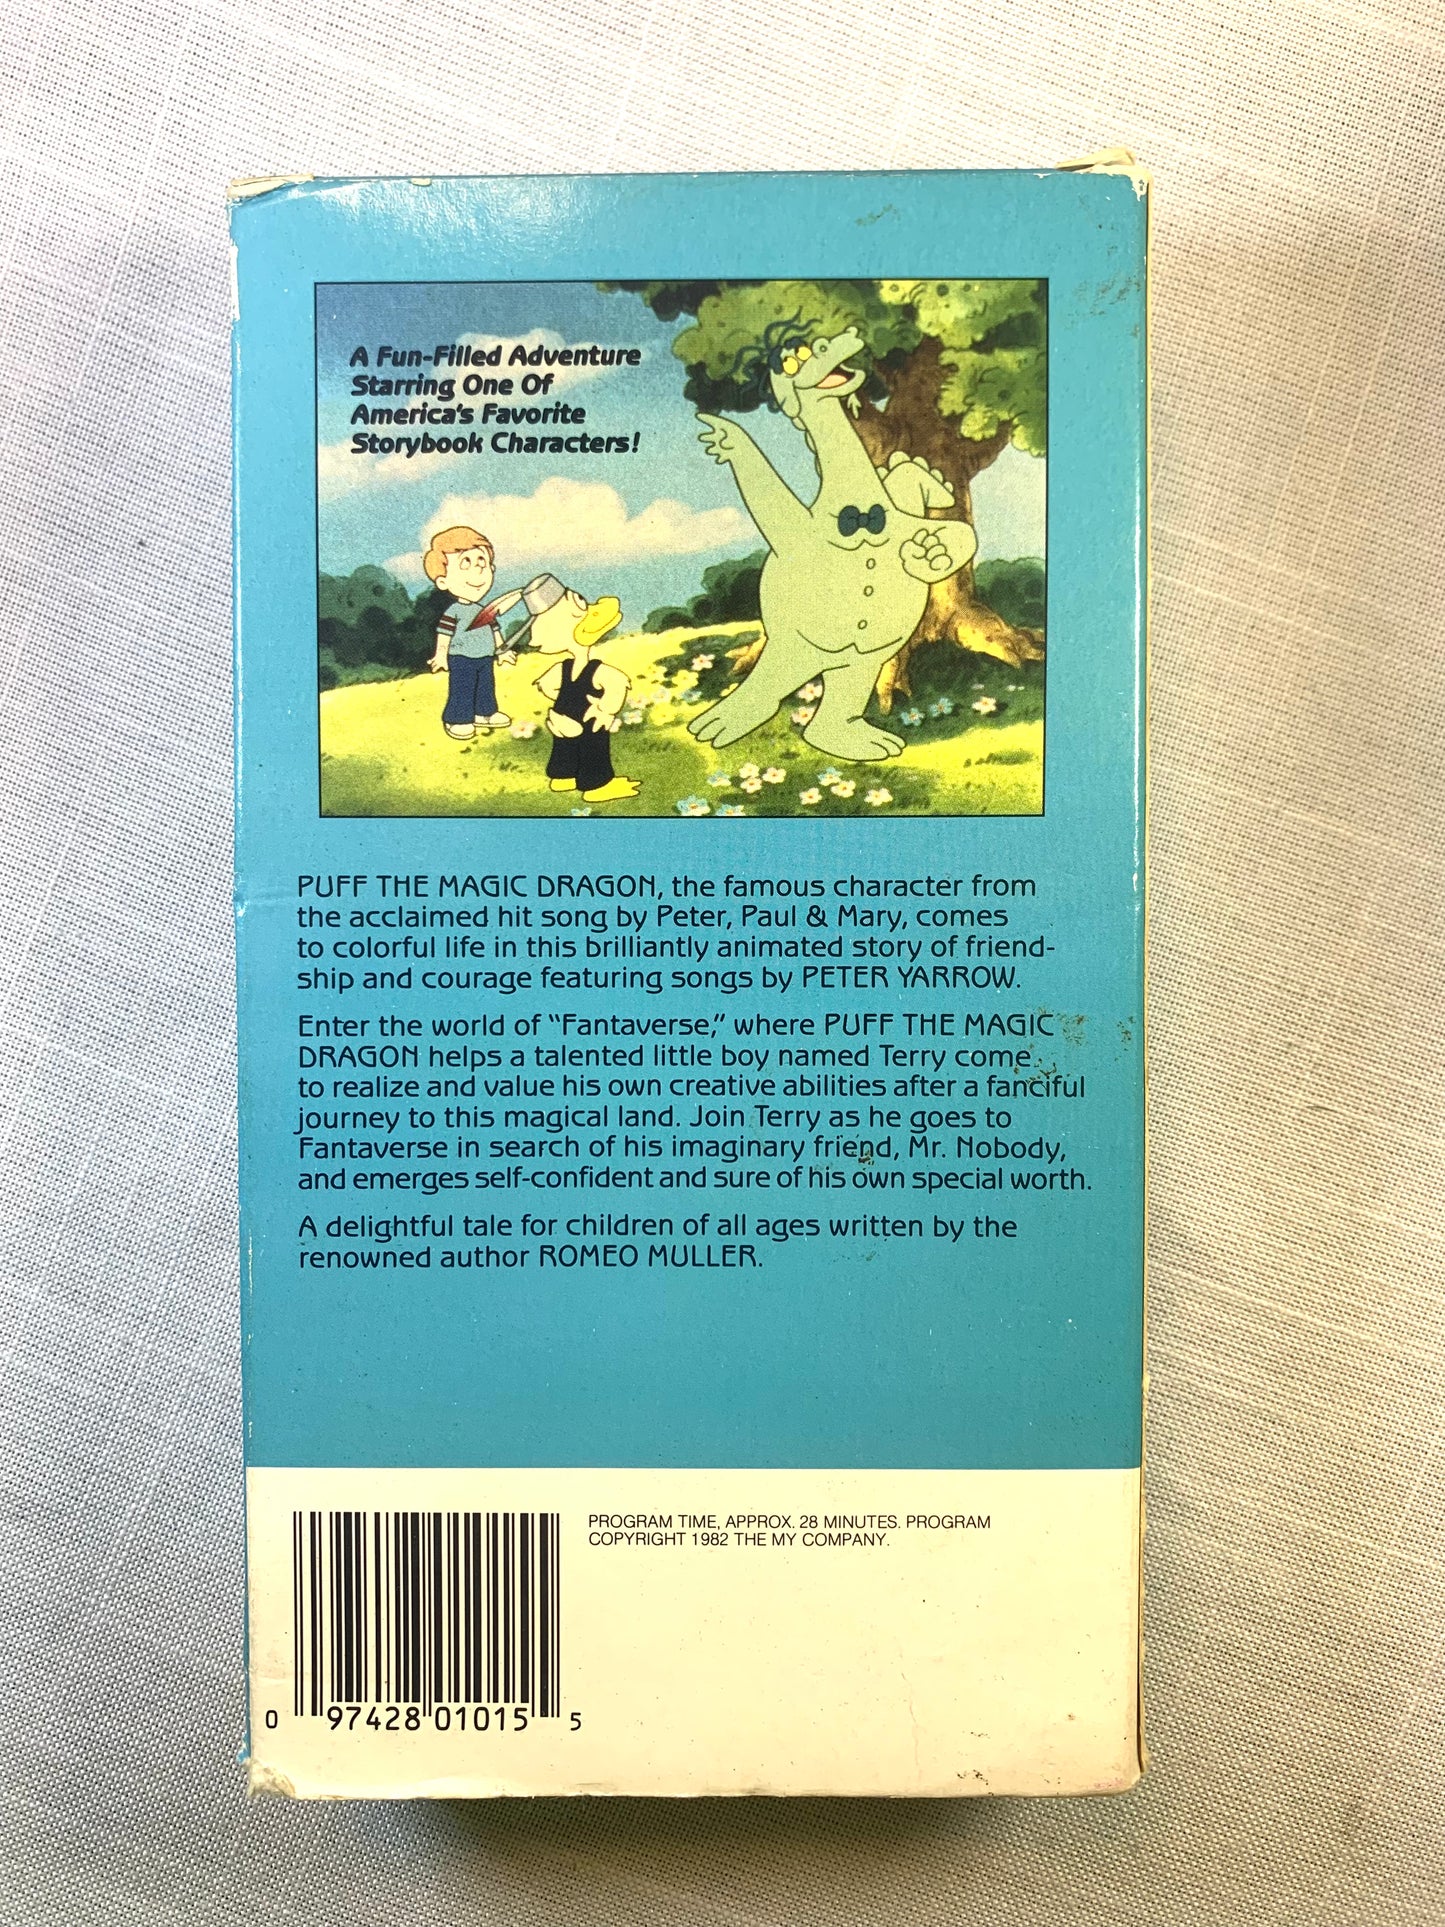 A Fun-Filled Adventure
Starring One Of
America's Favorite
Storybook Characters!
PUFF THE MAGIC DRAGON, the famous character from
the acclaimed hit song by Peter, Paul & Mary, comes
to colorful life in this brilliantly animated story of friend-
ship and courage featuring songs by PETER YARROW.
Enter the world of "Fantaverse," where PUFF THE MAGIC
DRAGON helps a talented little boy named Terry come
to realize and value his own creative abilities after a fanciful
journey to this magical land. Join Terry as he goes to
Fantaverse in search of his imaginary friend, Mr. Nobody,
and emerges self-confident and sure of his own special worth.
A delightful tale for children of all ages written by the
renowned author ROMEO MULLER.
PROGRAM TIME, APPROX. 28 MINUTES. PROGRAM
COPYRIGHT 1982 THE MY COMPANY.
0 97428 01015 5